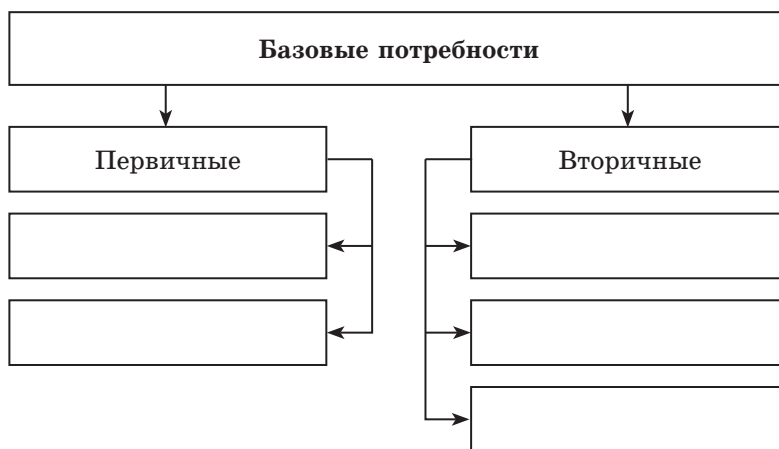 Базовые потребности
Первичные
Вторичные